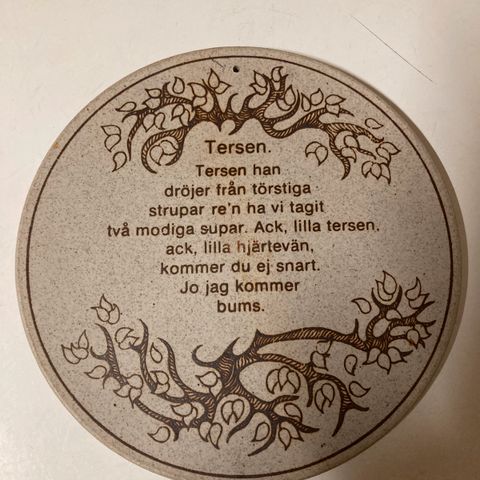 Tersen.
Tersen han
dröjer från törstiga
strupar re'n ha vi tagit
två modiga supar. Ack, lilla tersen,
ack, lilla hjärtevän,
kommer du ej snart.
Jo jag kommer
bums.